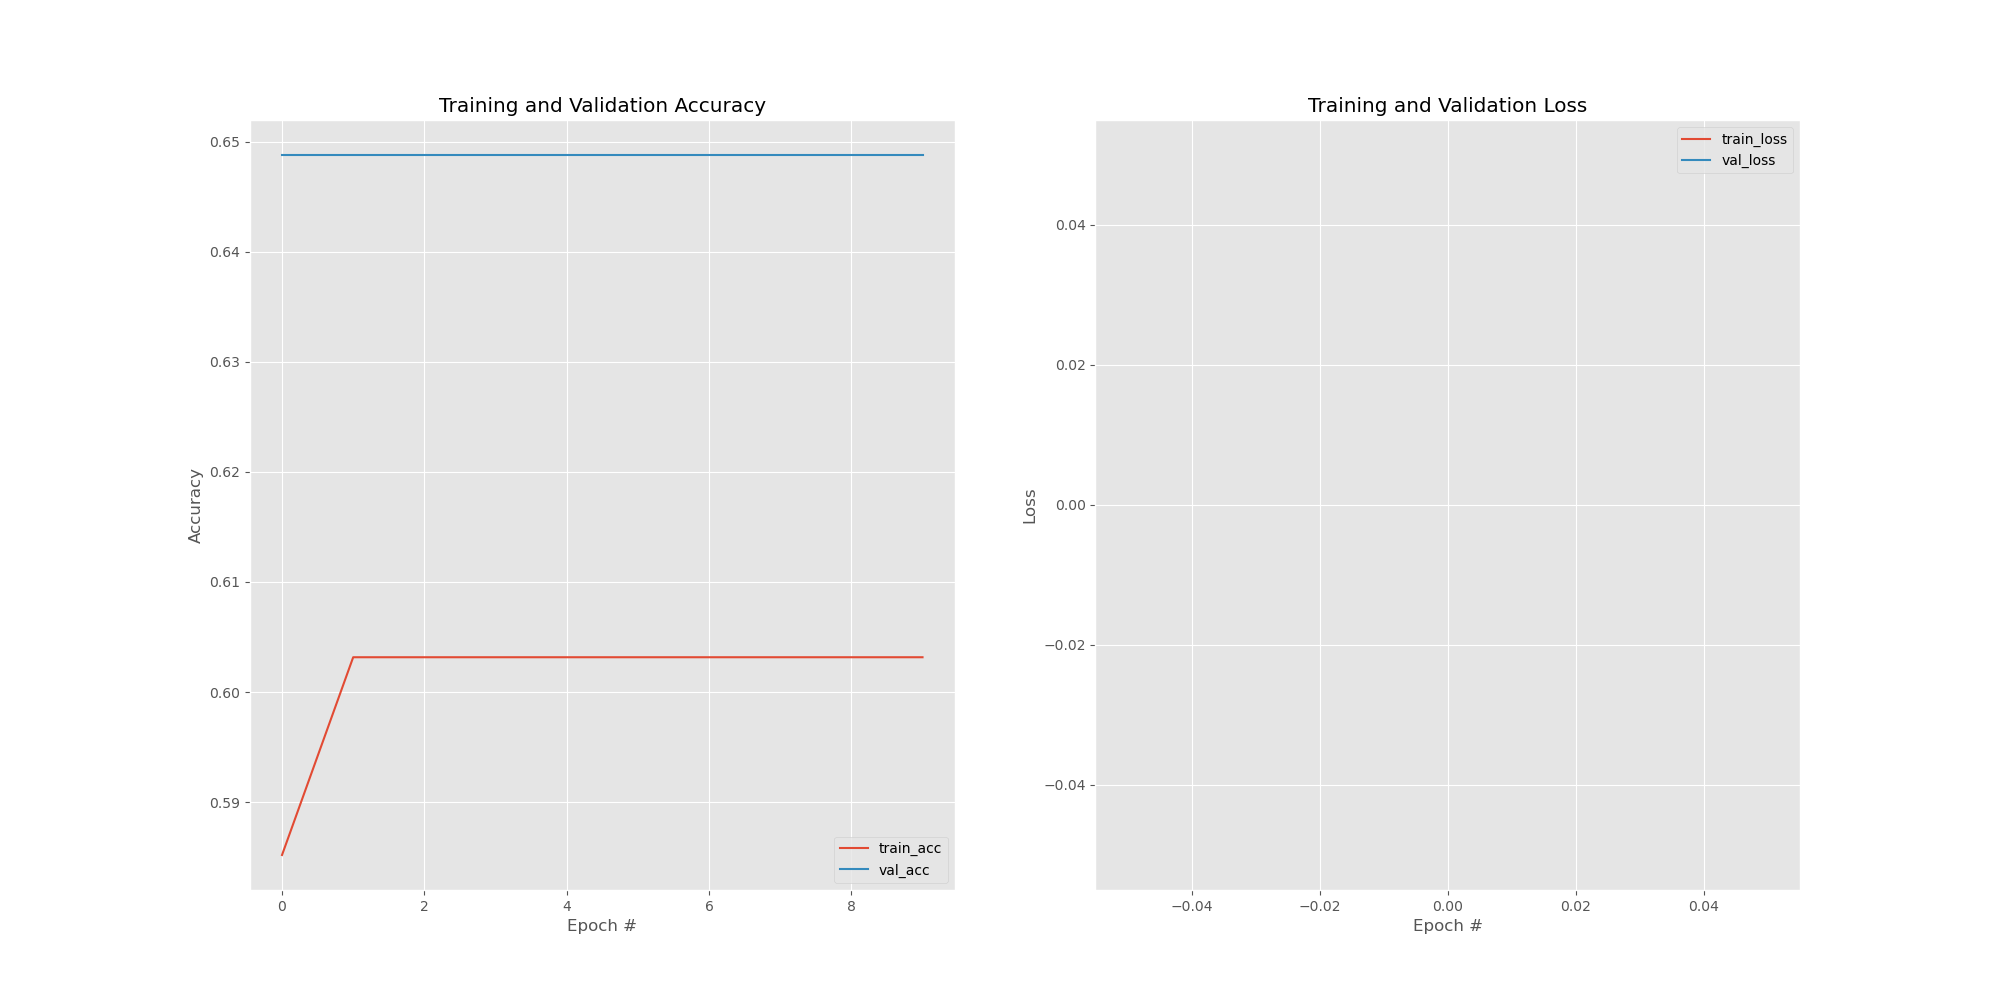 Training and Validation Accuracy
0.65
0.64
0.63
0.62
0.61
0.60
0.59
Accuracy
train_acc
val_acc
0 2 4 6 8
Epoch #
Training and Validation Loss
train_loss
val_loss
0.04
0.02
0.00
−0.02
−0.04
Loss
−0.04 −0.02 0.00 0.02 0.04
Epoch #